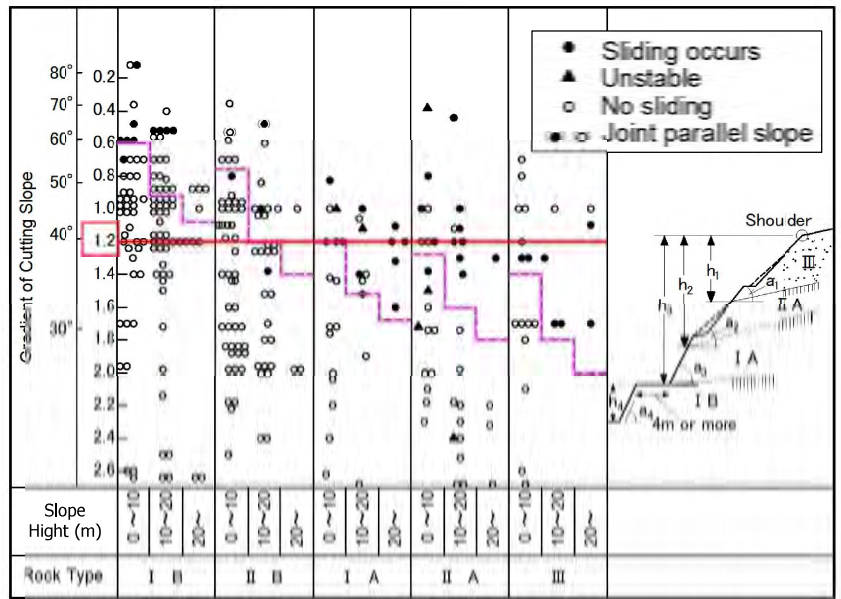 Sliding occurs
Unstable
No sliding
Joint parallel slope
Gradient of Cutting Slope
80°
70°
60°
50°
40°
30°
0.2
0.4
0.6
0.8
1.0
1.2
1.4
1.6
1.8
2.0
2.2
2.4
2.6
Shoulder
III
h₁
h₂
h₃
h₄
a₁
a₂
a₃
a₄
II A
I A
I B
4m or more
Slope
Hight (m)
0~10 10~20 20~ 0~10 10~20 20~ 0~10 10~20 20~ 0~10 10~20 20~ 0~10 10~20 20~
Rook Type I B II B I A II A III